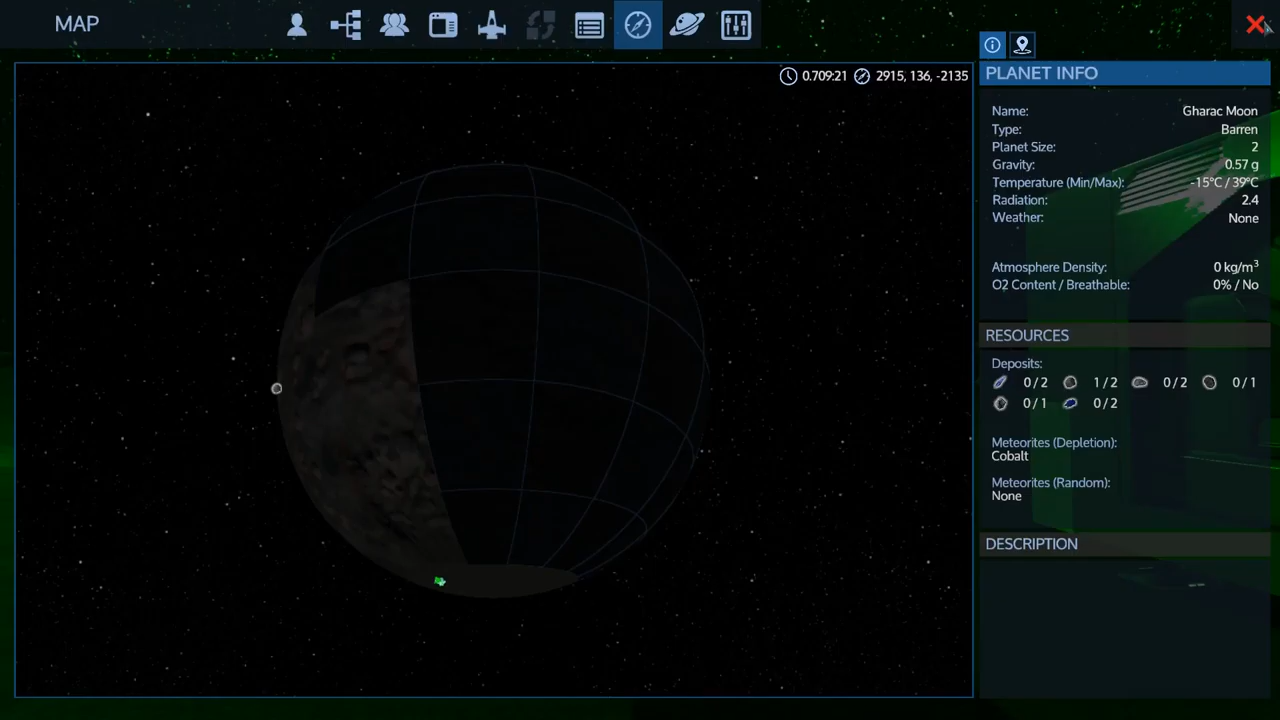 MAP
0.709:21 2915, 136, -2135
PLANET INFO
Name: Gharac Moon
Type: Barren
Planet Size: 2
Gravity: 0.57 g
Temperature (Min/Max): -15°C / 39°C
Radiation: 2.4
Weather: None
Atmosphere Density: 0 kg/m³
O2 Content / Breathable: 0% / No
RESOURCES
Deposits:
0 / 2 1 / 2 0 / 2 0 / 1
0 / 1 0 / 2
Meteorites (Depletion):
Cobalt
Meteorites (Random):
None
DESCRIPTION